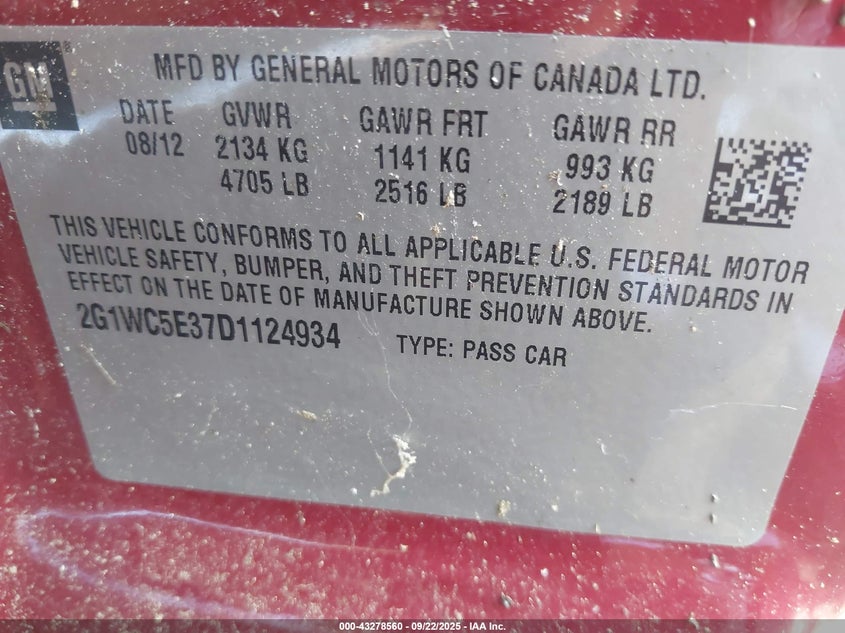 GM®
MFD BY GENERAL MOTORS OF CANADA LTD.
DATE GVWR GAWR FRT GAWR RR
08/12 2134 KG 1141 KG 993 KG
4705 LB 2516 LB 2189 LB
THIS VEHICLE CONFORMS TO ALL APPLICABLE U.S. FEDERAL MOTOR
VEHICLE SAFETY, BUMPER, AND THEFT PREVENTION STANDARDS IN
EFFECT ON THE DATE OF MANUFACTURE SHOWN ABOVE.
2G1WC5E37D1124934 TYPE: PASS CAR
000-43278560 - 09/22/2025 - IAA Inc.